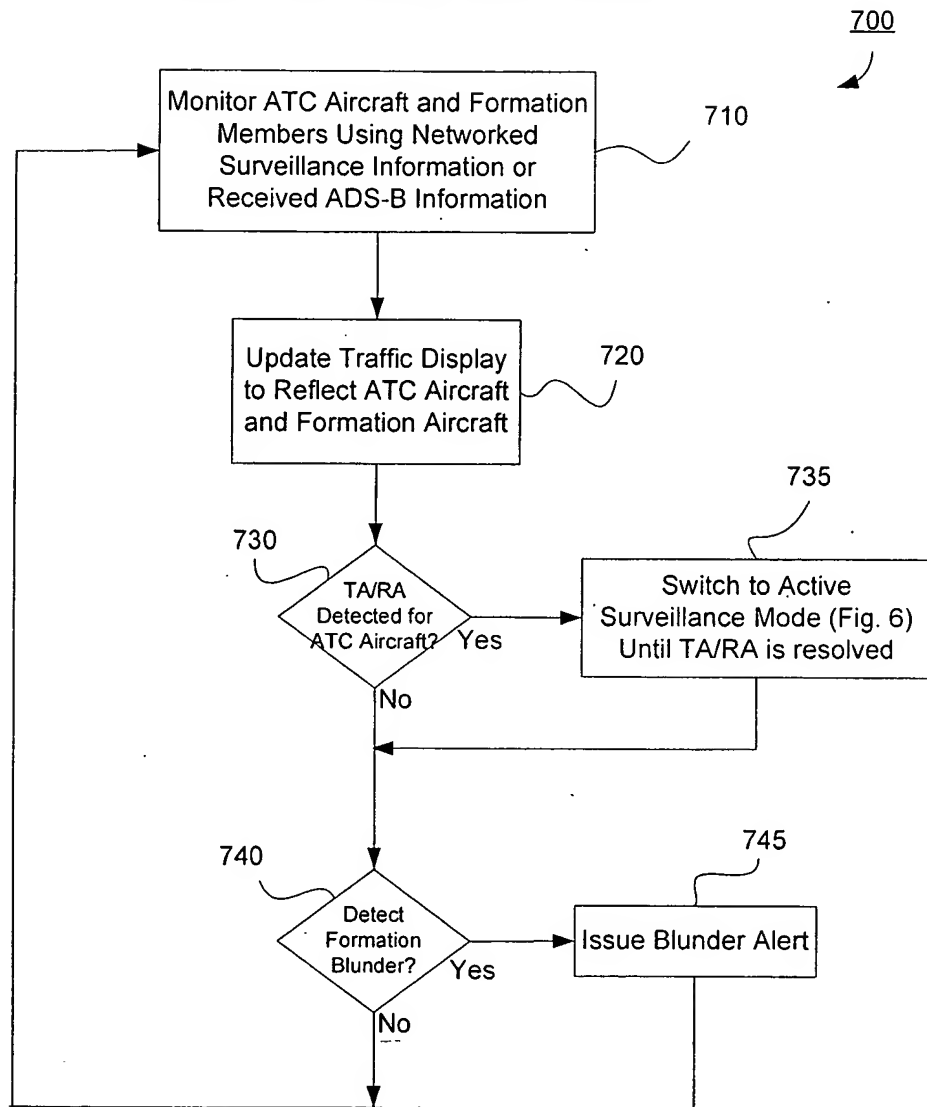 700
Monitor ATC Aircraft and Formation
Members Using Networked
Surveillance Information or
Received ADS-B Information
710
Update Traffic Display
to Reflect ATC Aircraft
and Formation Aircraft
720
730
TA/RA
Detected for
ATC Aircraft?
Yes
No
735
Switch to Active
Surveillance Mode (Fig. 6)
Until TA/RA is resolved
740
Detect
Formation
Blunder?
Yes
No
745
Issue Blunder Alert